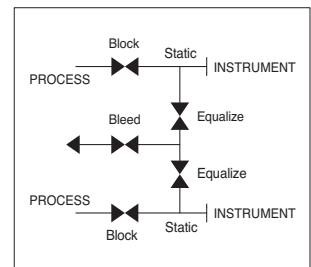 Block
Static
PROCESS
INSTRUMENT
Bleed
Equalize
Equalize
PROCESS
INSTRUMENT
Block
Static